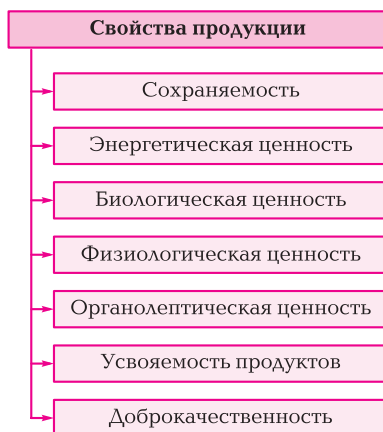 Свойства продукции
Сохраняемость
Энергетическая ценность
Биологическая ценность
Физиологическая ценность
Органолептическая ценность
Усвояемость продуктов
Доброкачественность